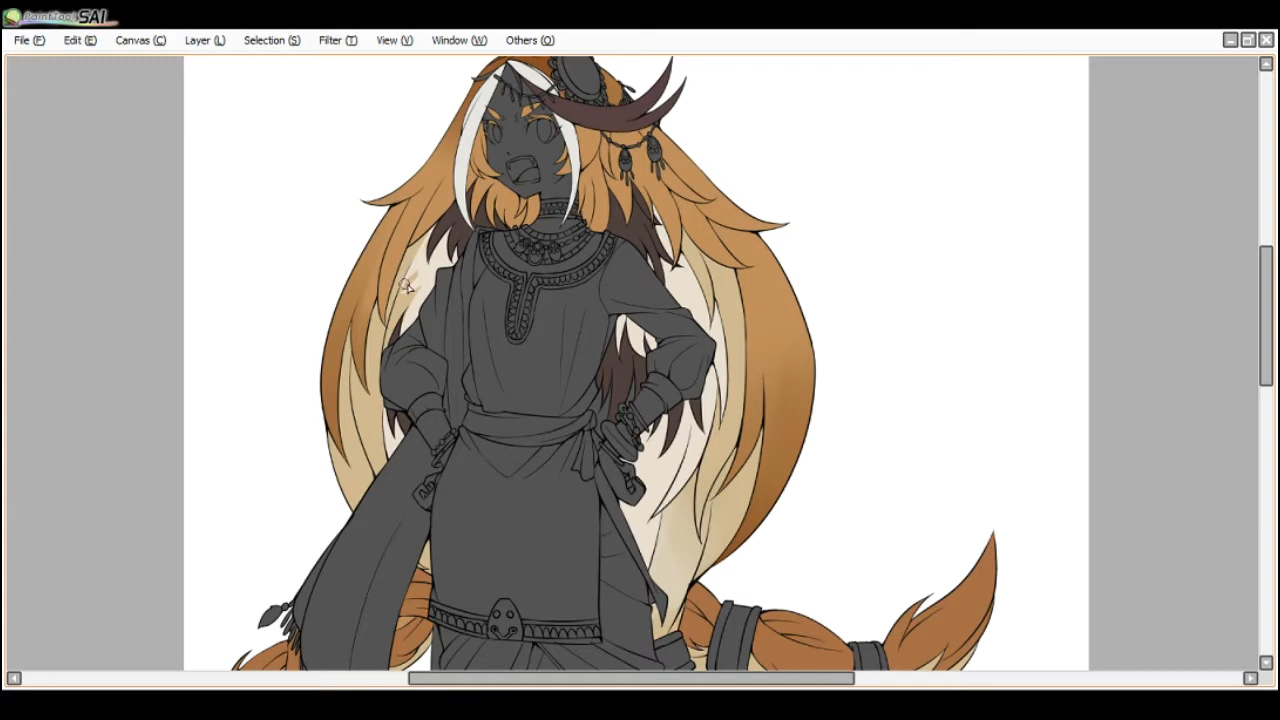 PaintTool SAI
File (F) Edit (E) Canvas (C) Layer (L) Selection (S) Filter (T) View (V) Window (W) Others (O)